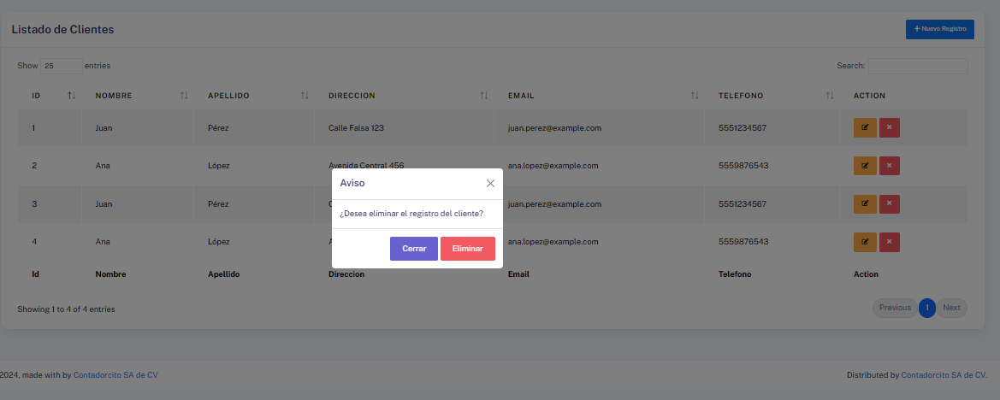 Listado de Clientes
+ Nuevo Registro
Show 25 entries
Search:
ID NOMBRE APELLIDO DIRECCION EMAIL TELEFONO ACTION
1 Juan Pérez Calle Falsa 123 juan.perez@example.com 5551234567
2 Ana López Avenida Central 456 ana.lopez@example.com 5559876543
Aviso
3 Juan Pérez juan.perez@example.com 5551234567
¿Desea eliminar el registro del cliente?
4 Ana López ana.lopez@example.com 5559876543
Cerrar Eliminar
Id Nombre Apellido Direccion Email Telefono Action
Showing 1 to 4 of 4 entries
Previous 1 Next
2024, made with by Contadorcito SA de CV
Distributed by Contadorcito SA de CV.